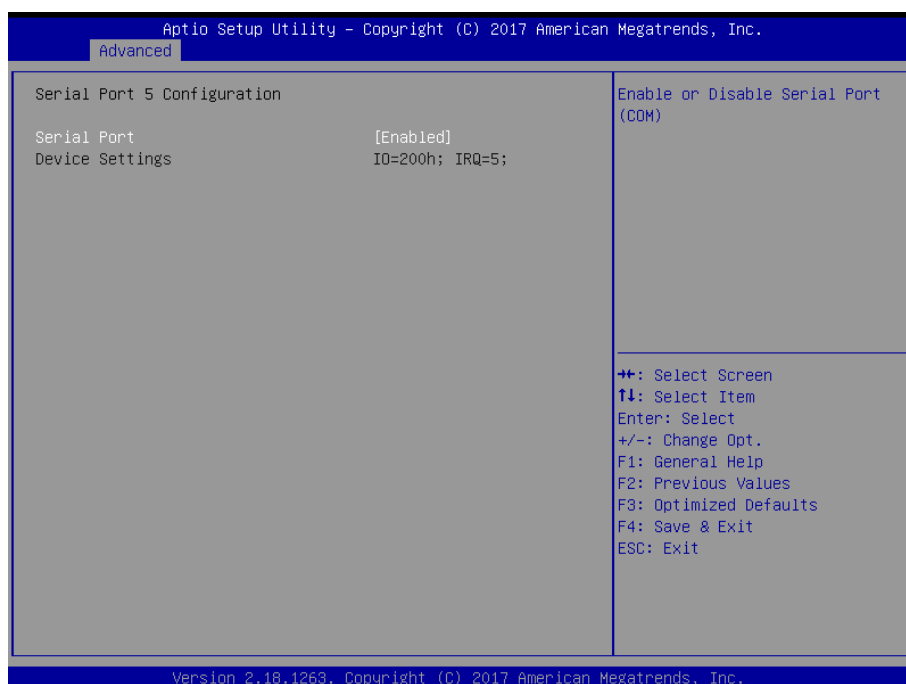 Aptio Setup Utility – Copyright (C) 2017 American Megatrends, Inc.
Advanced
Serial Port 5 Configuration
Serial Port [Enabled]
Device Settings IO=200h; IRQ=5;
Enable or Disable Serial Port
(COM)
→←: Select Screen
↑↓: Select Item
Enter: Select
+/-: Change Opt.
F1: General Help
F2: Previous Values
F3: Optimized Defaults
F4: Save & Exit
ESC: Exit
Version 2.18.1263. Copyright (C) 2017 American Megatrends, Inc.